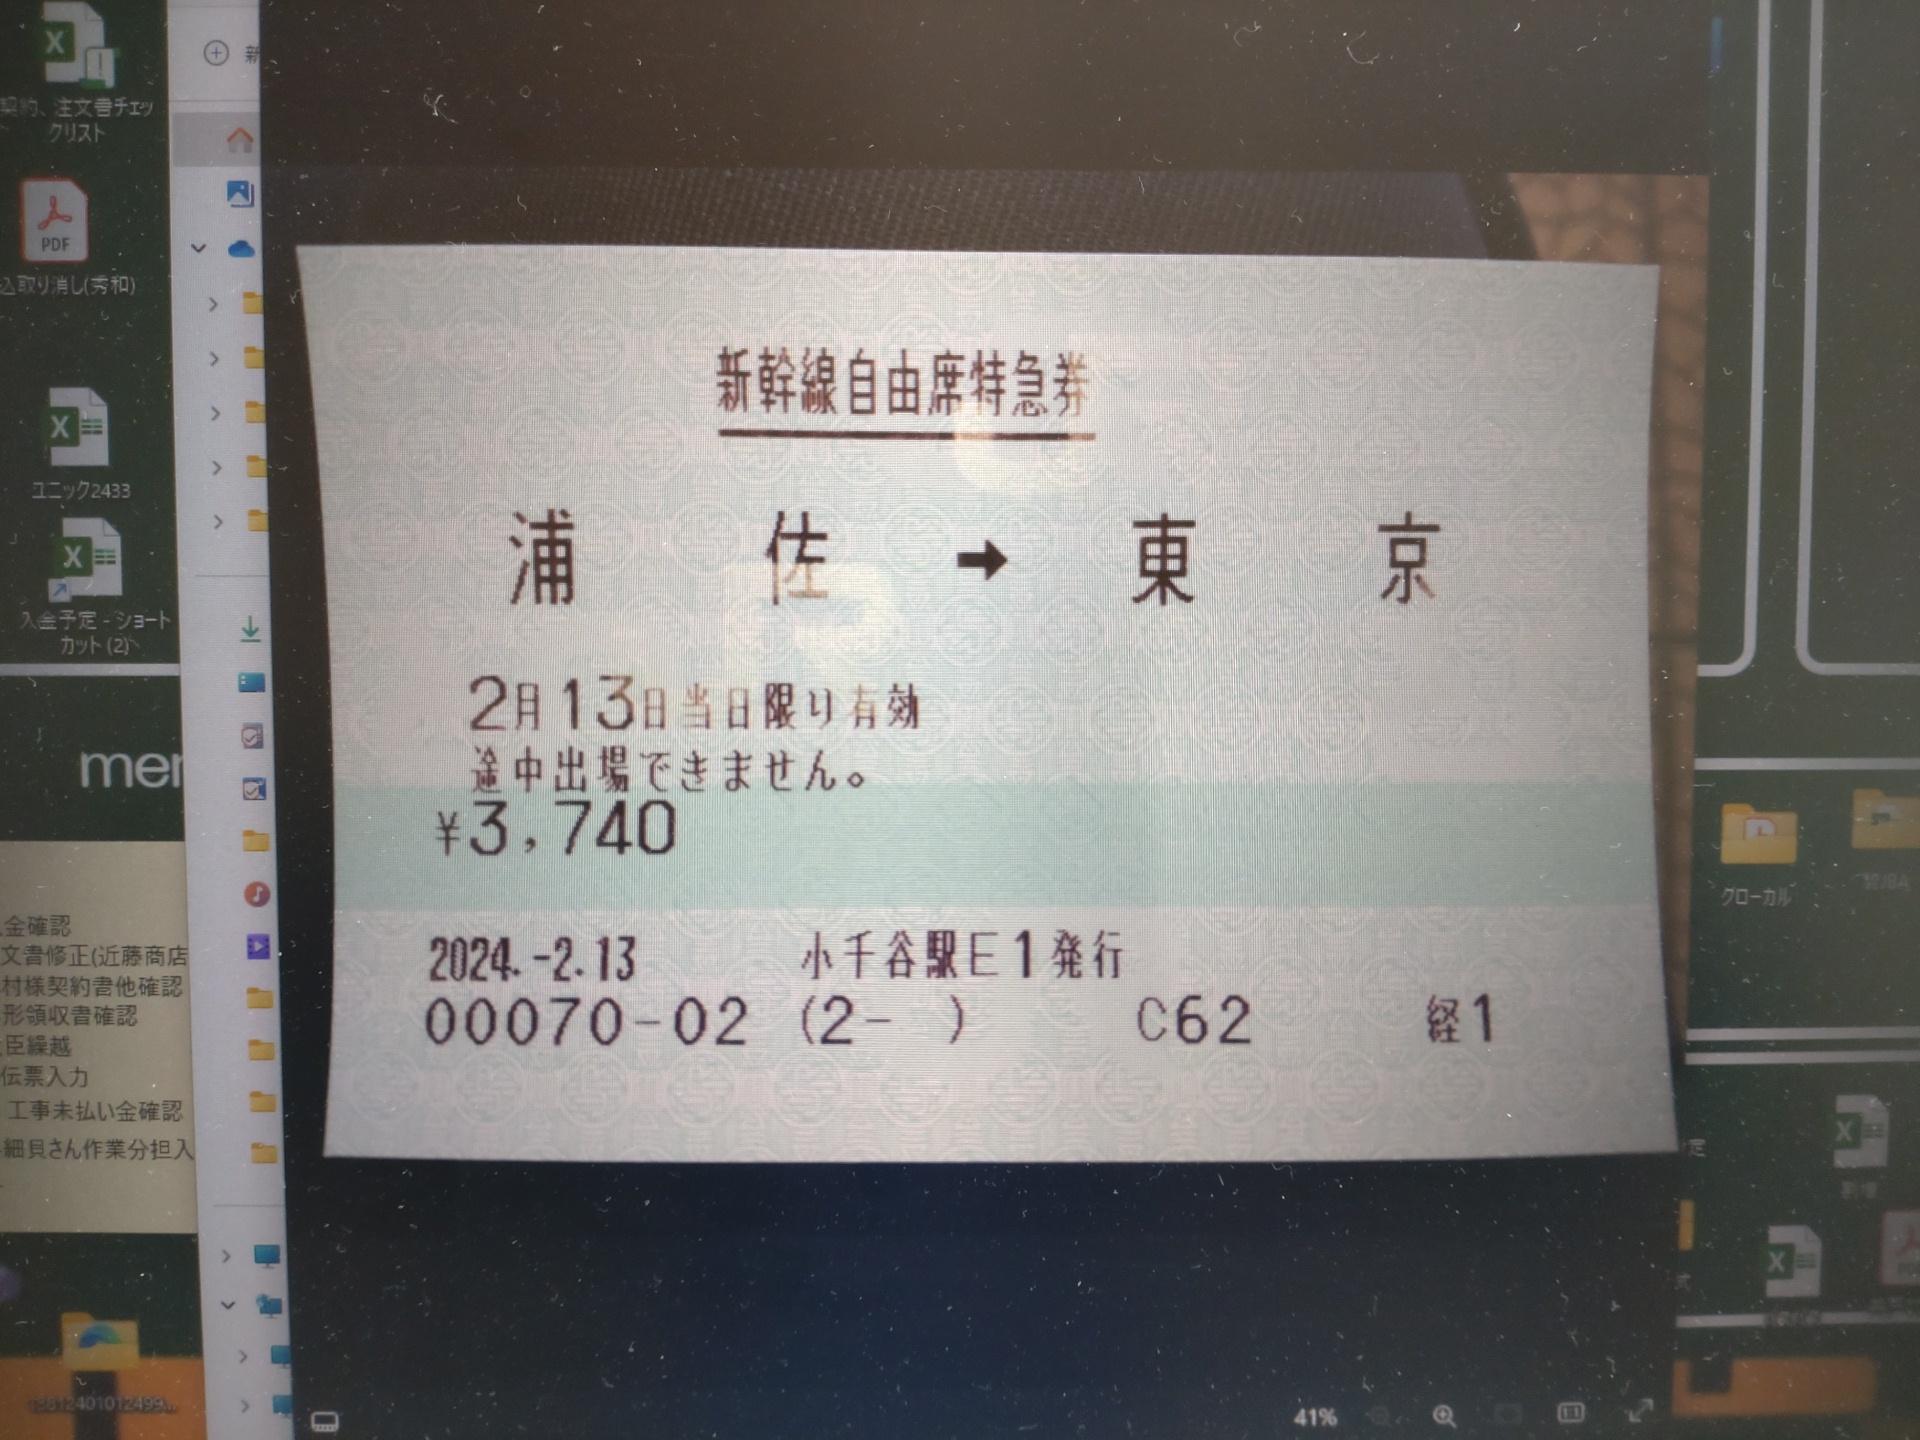 新幹線自由席特急券
浦佐→東京
2月13日当日限り有効
途中出場できません。
¥3,740
2024.-2.13 小千谷駅E1発行
00070-02 (2- ) C62 経1
契約、注文書チェッ
クリスト
PDF
込取り消し(秀和)
ユニック2433
入金予定 - ショート
カット (2)
mer
金確認
文書修正(近藤商店
村様契約書他確認
形領収書確認
臣繰越
伝票入力
工事未払い金確認
細貝さん作業分担入
新
グローカル
定
式
41%